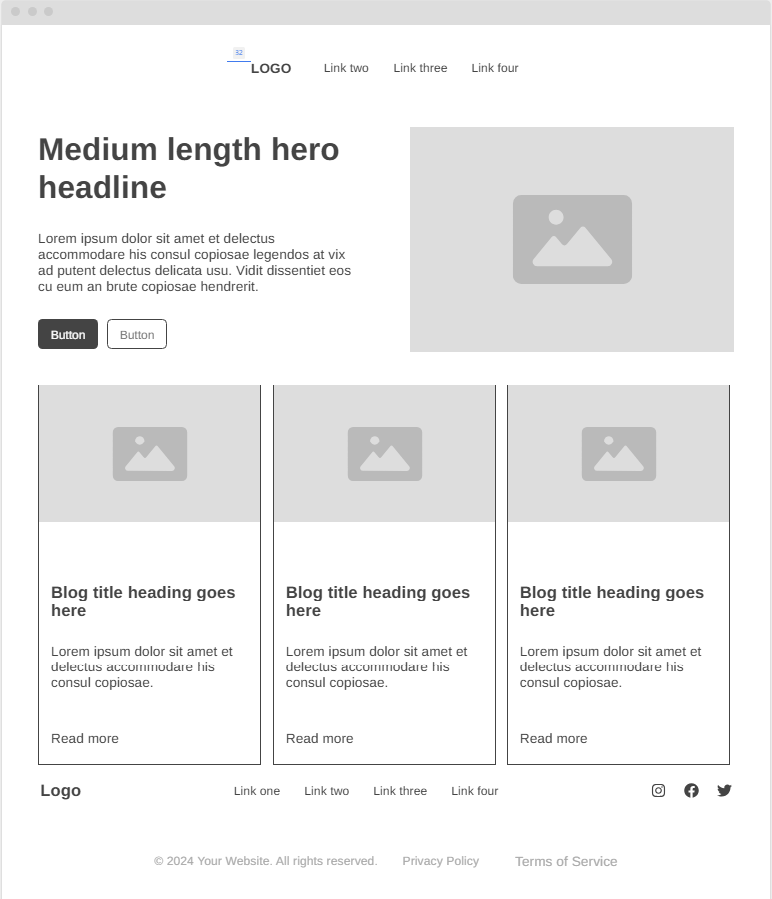 32
LOGO Link two Link three Link four
Medium length hero
headline
Lorem ipsum dolor sit amet et delectus
accommodare his consul copiosae legendos at vix
ad putent delectus delicata usu. Vidit dissentiet eos
cu eum an brute copiosae hendrerit.
Button Button
Blog title heading goes
here
Lorem ipsum dolor sit amet et
delectus accommodare his
consul copiosae.
Read more
Blog title heading goes
here
Lorem ipsum dolor sit amet et
delectus accommodare his
consul copiosae.
Read more
Blog title heading goes
here
Lorem ipsum dolor sit amet et
delectus accommodare his
consul copiosae.
Read more
Logo Link one Link two Link three Link four
© 2024 Your Website. All rights reserved. Privacy Policy Terms of Service